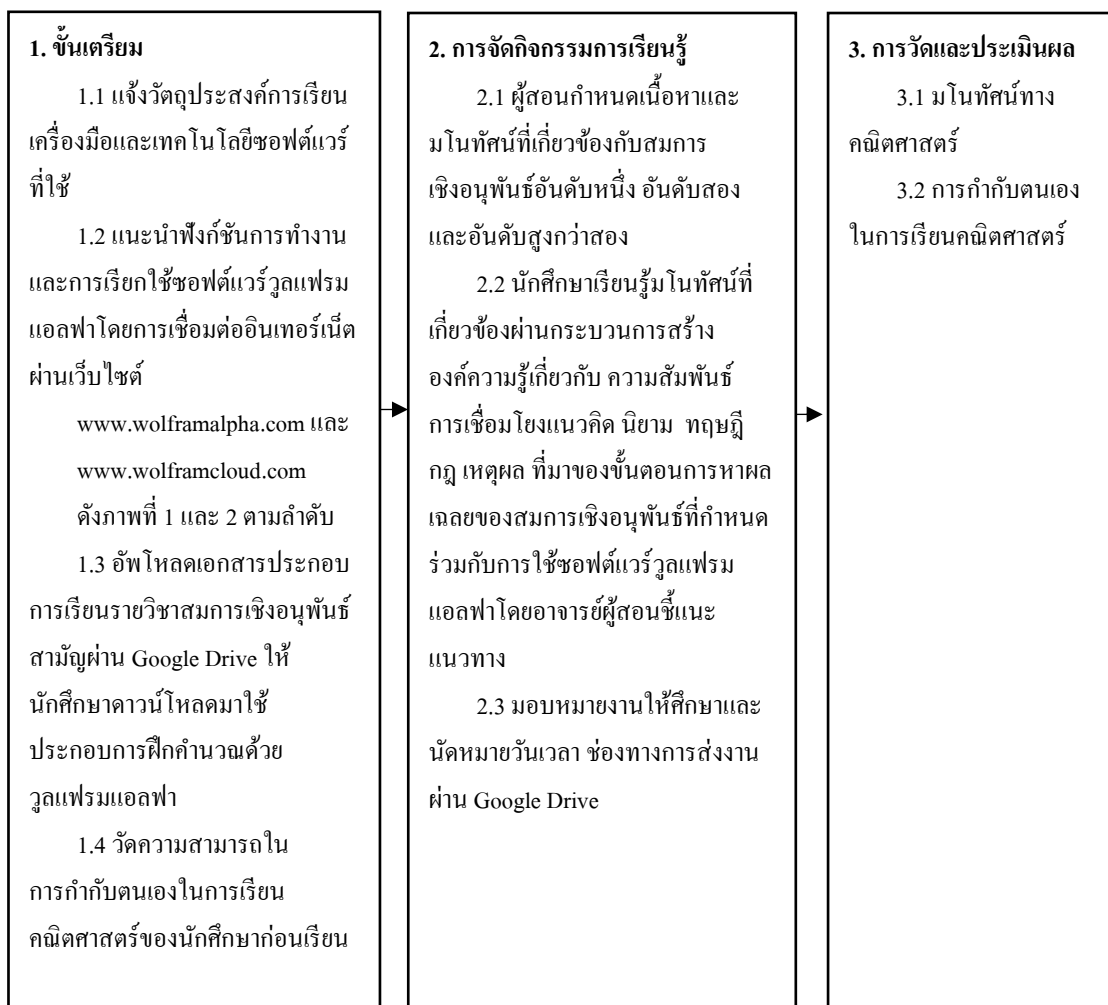 1. ขั้นเตรียม
1.1 แจ้งวัตถุประสงค์การเรียน
เครื่องมือและเทคโนโลยีซอฟต์แวร์
ที่ใช้
1.2 แนะนำฟังก์ชันการทำงาน
และการเรียกใช้ซอฟต์แวร์วูลแฟรม
แอลฟาโดยการเชื่อมต่ออินเทอร์เน็ต
ผ่านเว็บไซต์
www.wolframalpha.com และ
www.wolframcloud.com
ดังภาพที่ 1 และ 2 ตามลำดับ
1.3 อัพโหลดเอกสารประกอบ
การเรียนรายวิชาสมการเชิงอนุพันธ์
สามัญผ่าน Google Drive ให้
นักศึกษาดาวน์โหลดมาใช้
ประกอบการฝึกคำนวณด้วย
วูลแฟรมแอลฟา
1.4 วัดความสามารถใน
การกำกับตนเองในการเรียน
คณิตศาสตร์ของนักศึกษาก่อนเรียน
2. การจัดกิจกรรมการเรียนรู้
2.1 ผู้สอนกำหนดเนื้อหาและ
มโนทัศน์ที่เกี่ยวข้องกับสมการ
เชิงอนุพันธ์อันดับหนึ่ง อันดับสอง
และอันดับสูงกว่าสอง
2.2 นักศึกษาเรียนรู้มโนทัศน์ที่
เกี่ยวข้องผ่านกระบวนการสร้าง
องค์ความรู้เกี่ยวกับ ความสัมพันธ์
การเชื่อมโยงแนวคิด นิยาม ทฤษฎี
กฎ เหตุผล ที่มาของขั้นตอนการหาผล
เฉลยของสมการเชิงอนุพันธ์ที่กำหนด
ร่วมกับการใช้ซอฟต์แวร์วูลแฟรม
แอลฟาโดยอาจารย์ผู้สอนชี้แนะ
แนวทาง
2.3 มอบหมายงานให้ศึกษาและ
นัดหมายวันเวลา ช่องทางการส่งงาน
ผ่าน Google Drive
3. การวัดและประเมินผล
3.1 มโนทัศน์ทาง
คณิตศาสตร์
3.2 การกำกับตนเอง
ในการเรียนคณิตศาสตร์